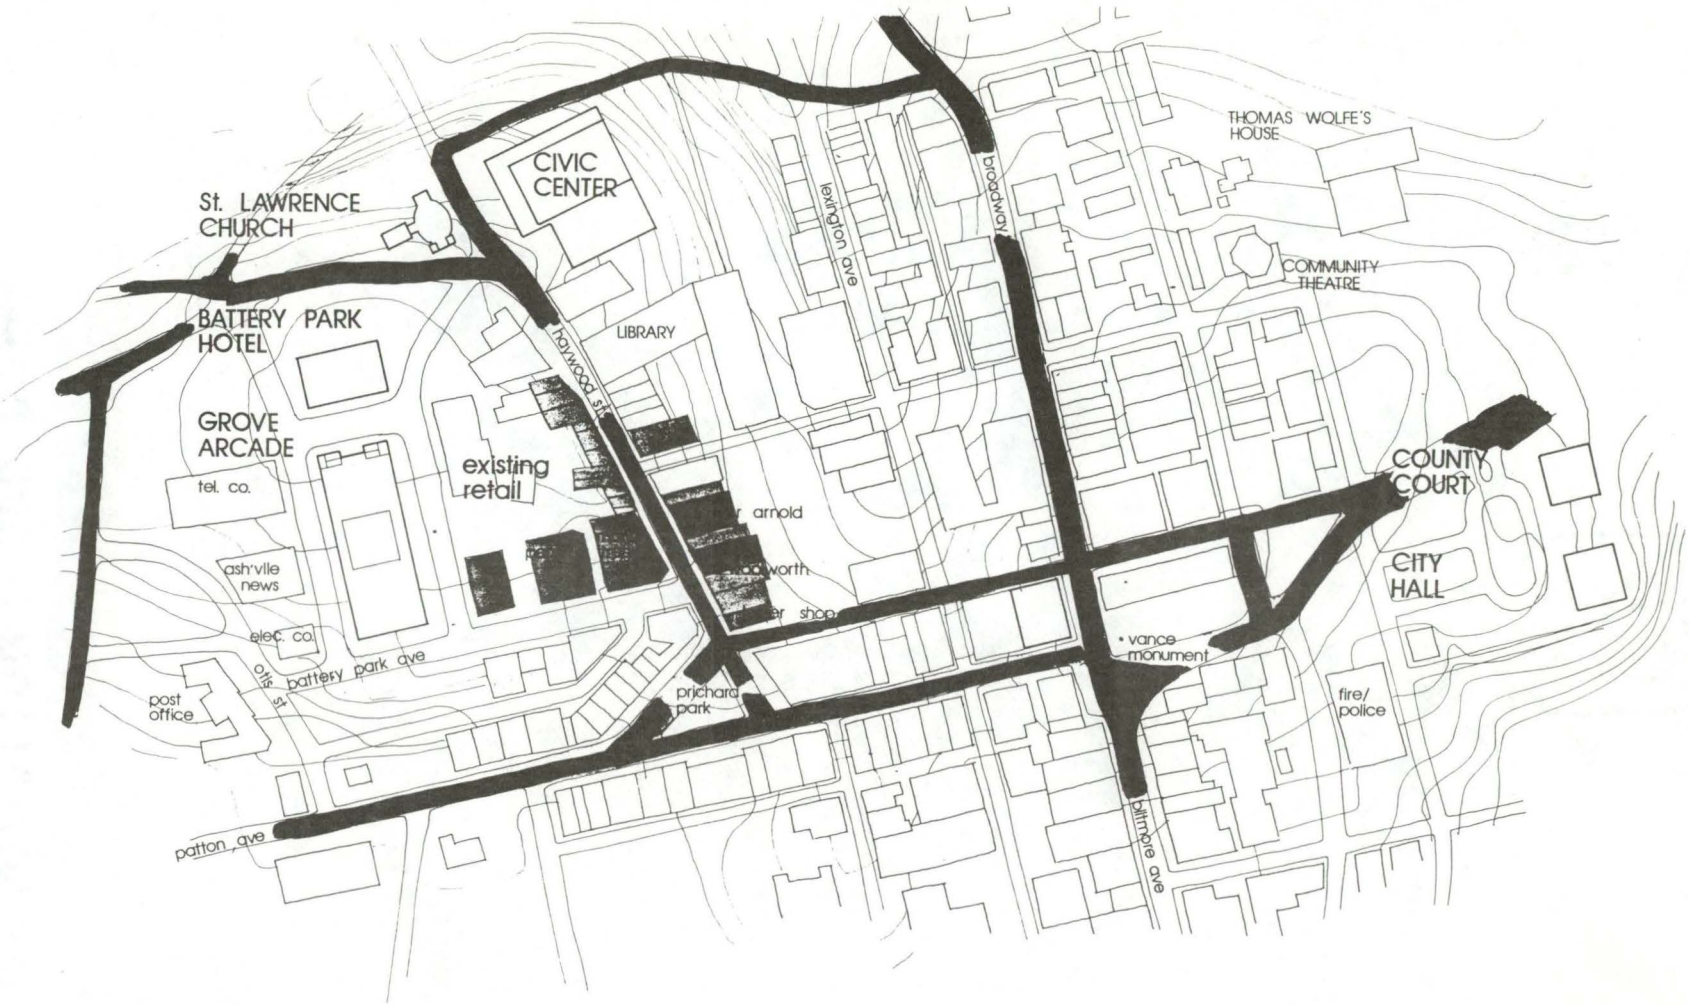 THOMAS WOLFE'S
HOUSE
CIVIC
CENTER
broadway
lexington ave
St. LAWRENCE
CHURCH
COMMUNITY
THEATRE
BATTERY PARK
HOTEL
LIBRARY
haywood st.
GROVE
ARCADE
existing
retail
tel. co.
COUNTY
COURT
arnold
ashville
news
woolworth
CITY
HALL
er shop
elec. co.
vance
monument
battery park ave
otis st
prichard
park
post
office
fire/
police
patton ave
biltmore ave